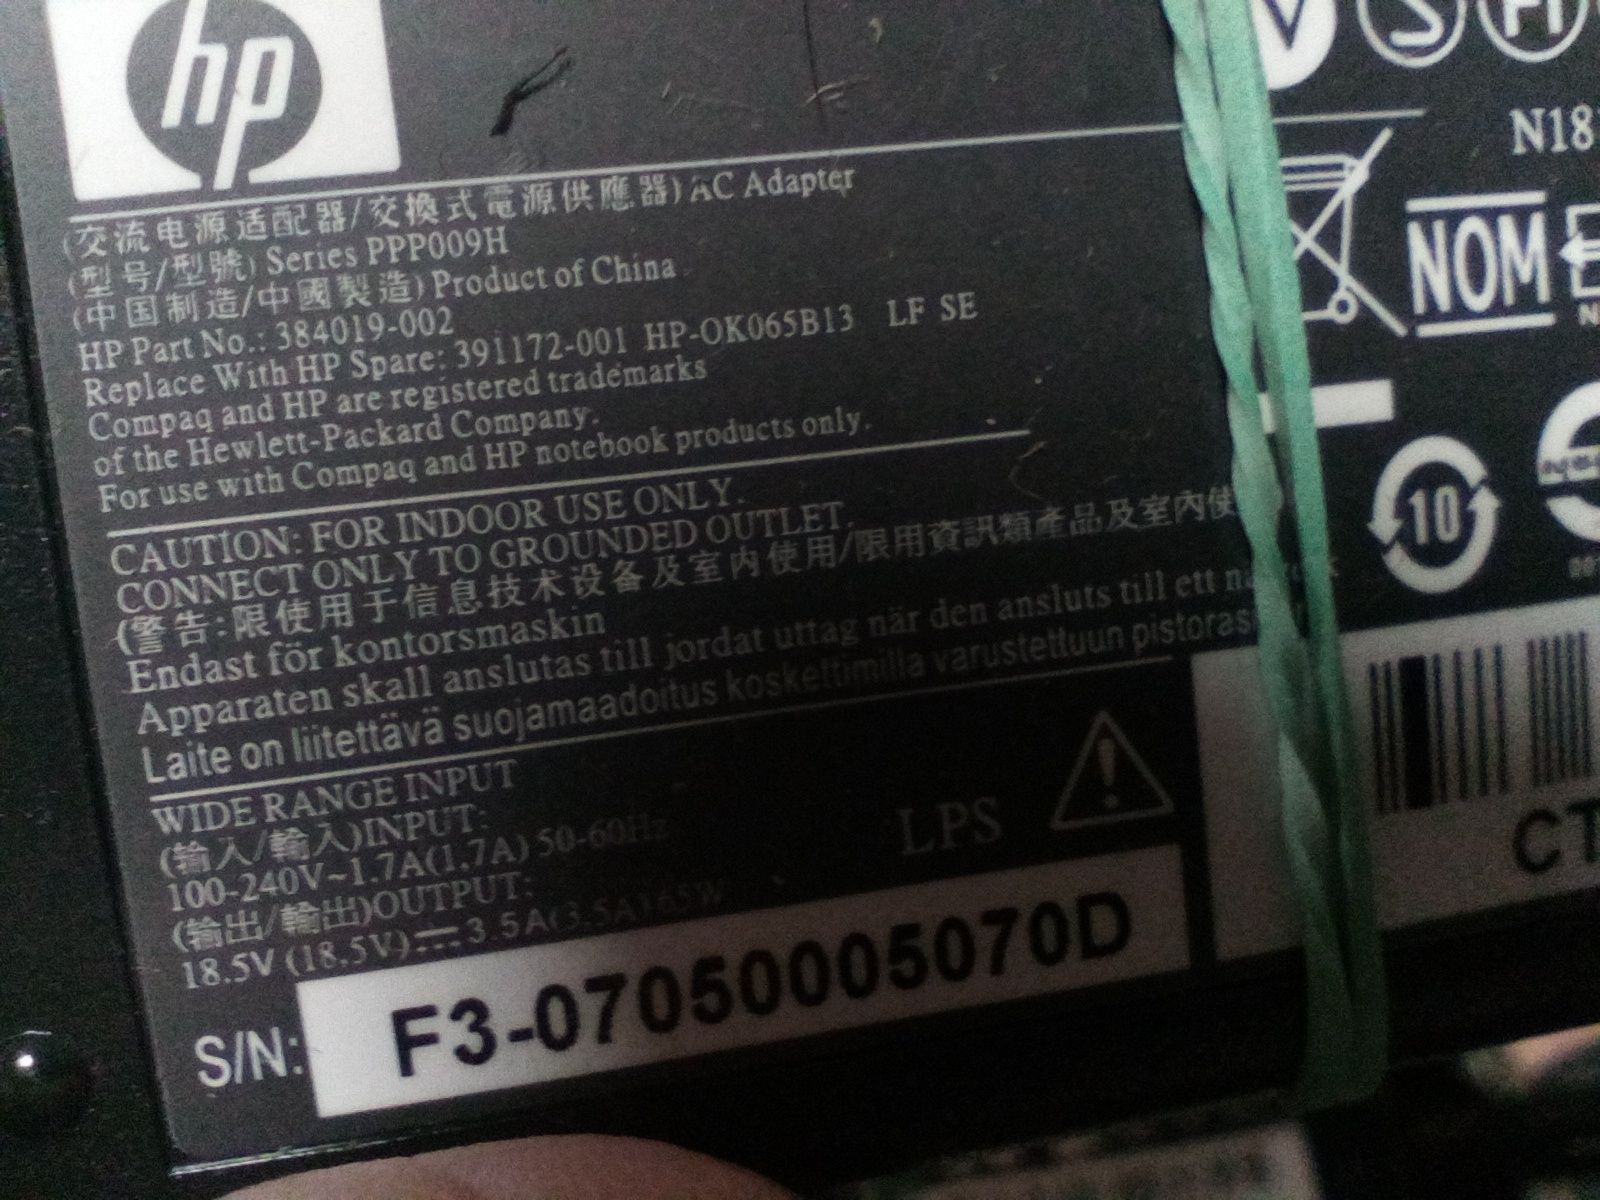 hp
V S FI
N18
(交流电源适配器/交換式電源供應器) AC Adapter
(型号/型號) Series PPP009H
(中国制造/中國製造) Product of China
HP Part No.: 384019-002
Replace With HP Spare: 391172-001 HP-OK065B13 LF SE
Compaq and HP are registered trademarks
of the Hewlett-Packard Company.
For use with Compaq and HP notebook products only.
NOM
10
CAUTION: FOR INDOOR USE ONLY.
CONNECT ONLY TO GROUNDED OUTLET.
(警告:限使用于信息技术设备及室内使用/限用資訊類產品及室內使
Endast för kontorsmaskin
Apparaten skall anslutas till jordat uttag när den ansluts till ett
Laite on liitettävä suojamaadoitus koskettimilla varustettuun pistoras
WIDE RANGE INPUT
(输入/輸入)INPUT:
100-240V~1.7A(1.7A) 50-60Hz
(输出/輸出)OUTPUT:
18.5V (18.5V)⎓3.5A(3.5A) 65W
LPS
S/N: F3-07050005070D
CT